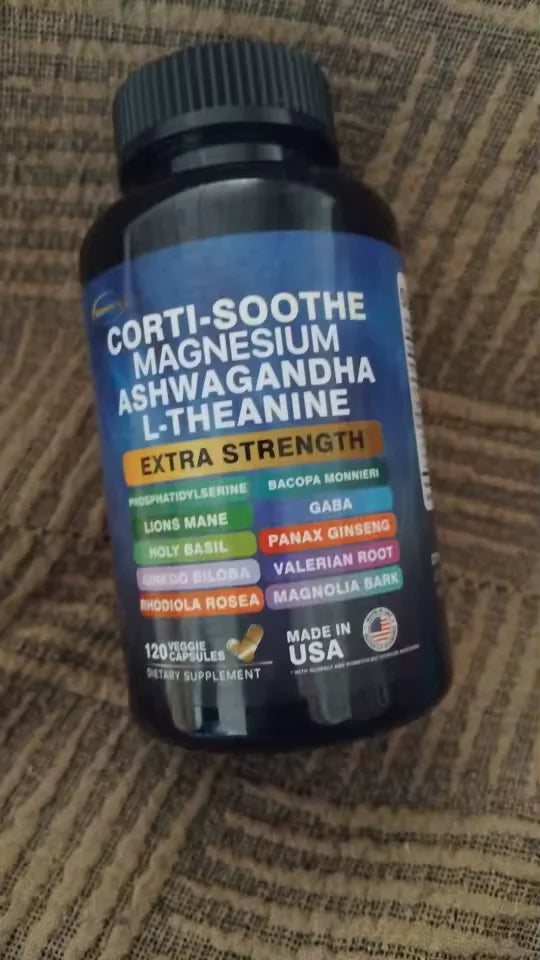 CORTI-SOOTHE
MAGNESIUM
ASHWAGANDHA
L-THEANINE
EXTRA STRENGTH
PHOSPHATIDYLSERINE
BACOPA MONNIERI
LIONS MANE
GABA
HOLY BASIL
PANAX GINSENG
GINKGO BILOBA
VALERIAN ROOT
RHODIOLA ROSEA
MAGNOLIA BARK
120 VEGGIE
CAPSULES
DIETARY SUPPLEMENT
MADE IN
USA